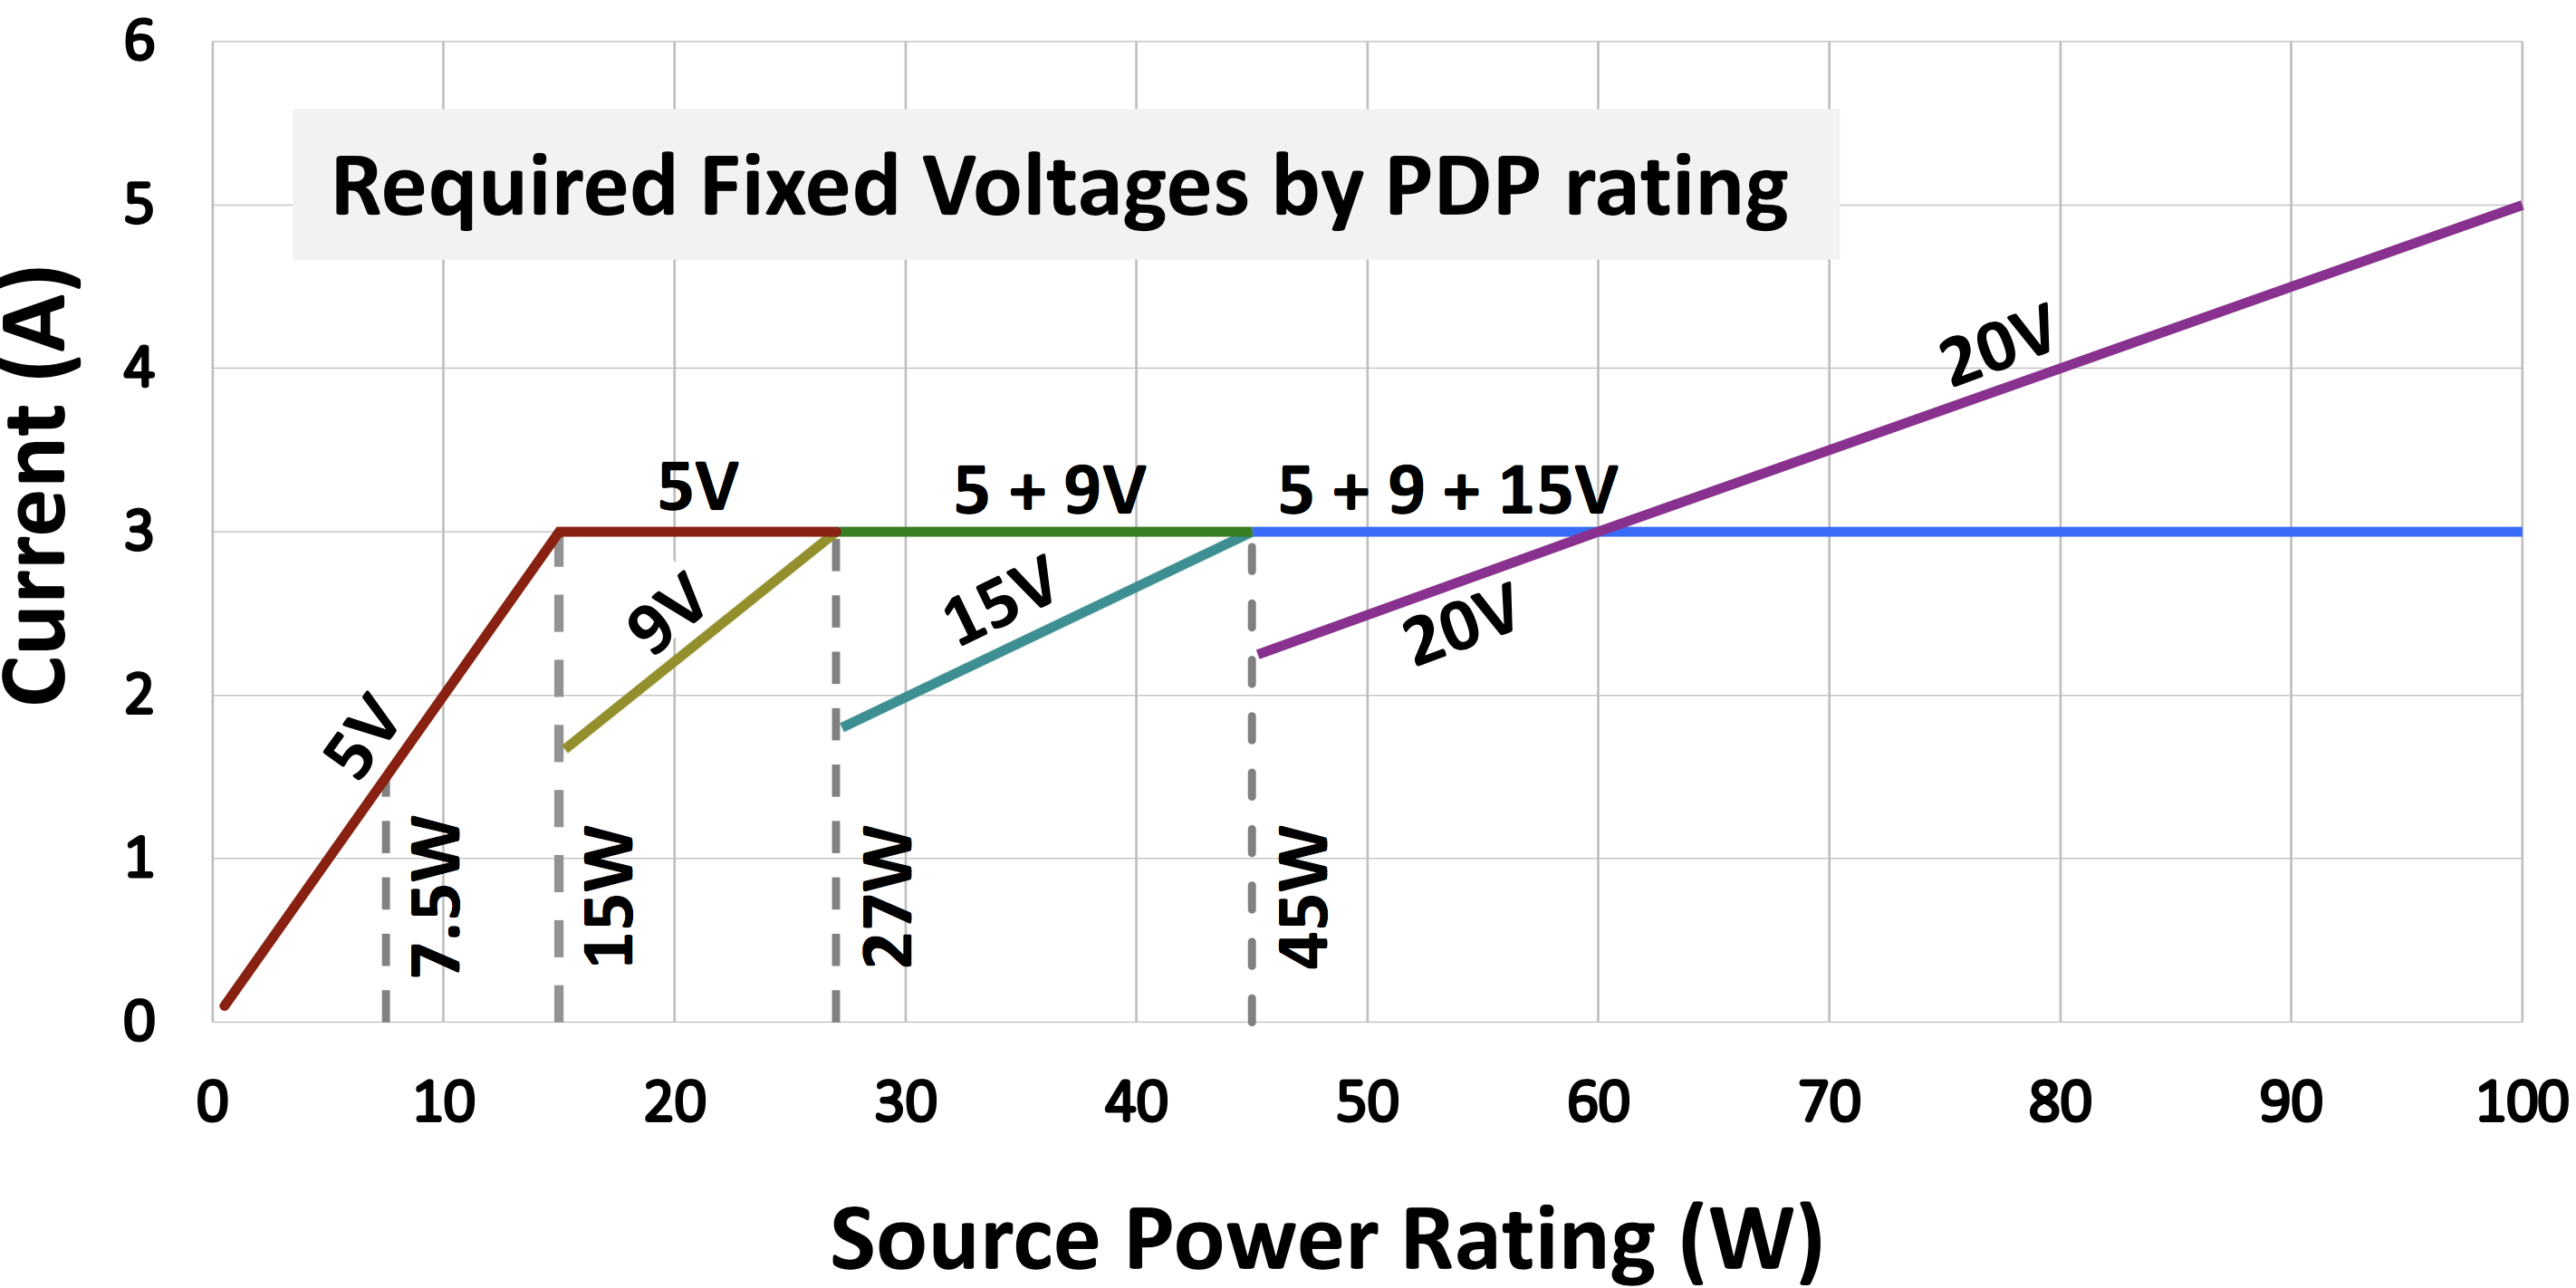 Required Fixed Voltages by PDP rating
Current (A)
6
5
4
3
2
1
0
5V
5V
9V
5 + 9V
15V
5 + 9 + 15V
20V
20V
7.5W
15W
27W
45W
0 10 20 30 40 50 60 70 80 90 100
Source Power Rating (W)